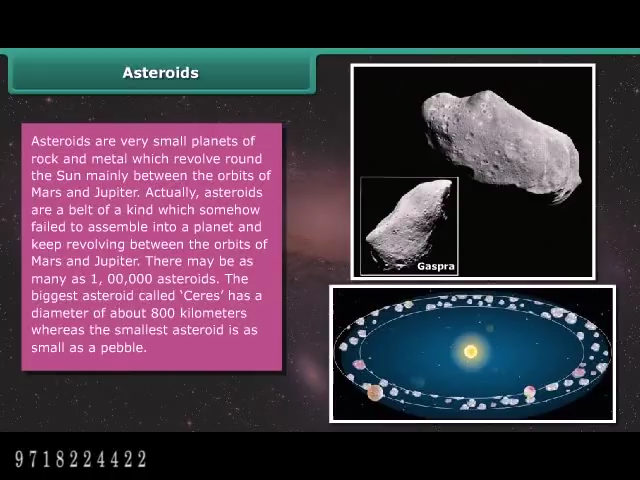 Asteroids
Asteroids are very small planets of
rock and metal which revolve round
the Sun mainly between the orbits of
Mars and Jupiter. Actually, asteroids
are a belt of a kind which somehow
failed to assemble into a planet and
keep revolving between the orbits of
Mars and Jupiter. There may be as
many as 1, 00,000 asteroids. The
biggest asteroid called ‘Ceres’ has a
diameter of about 800 kilometers
whereas the smallest asteroid is as
small as a pebble.
Gaspra
9718224422